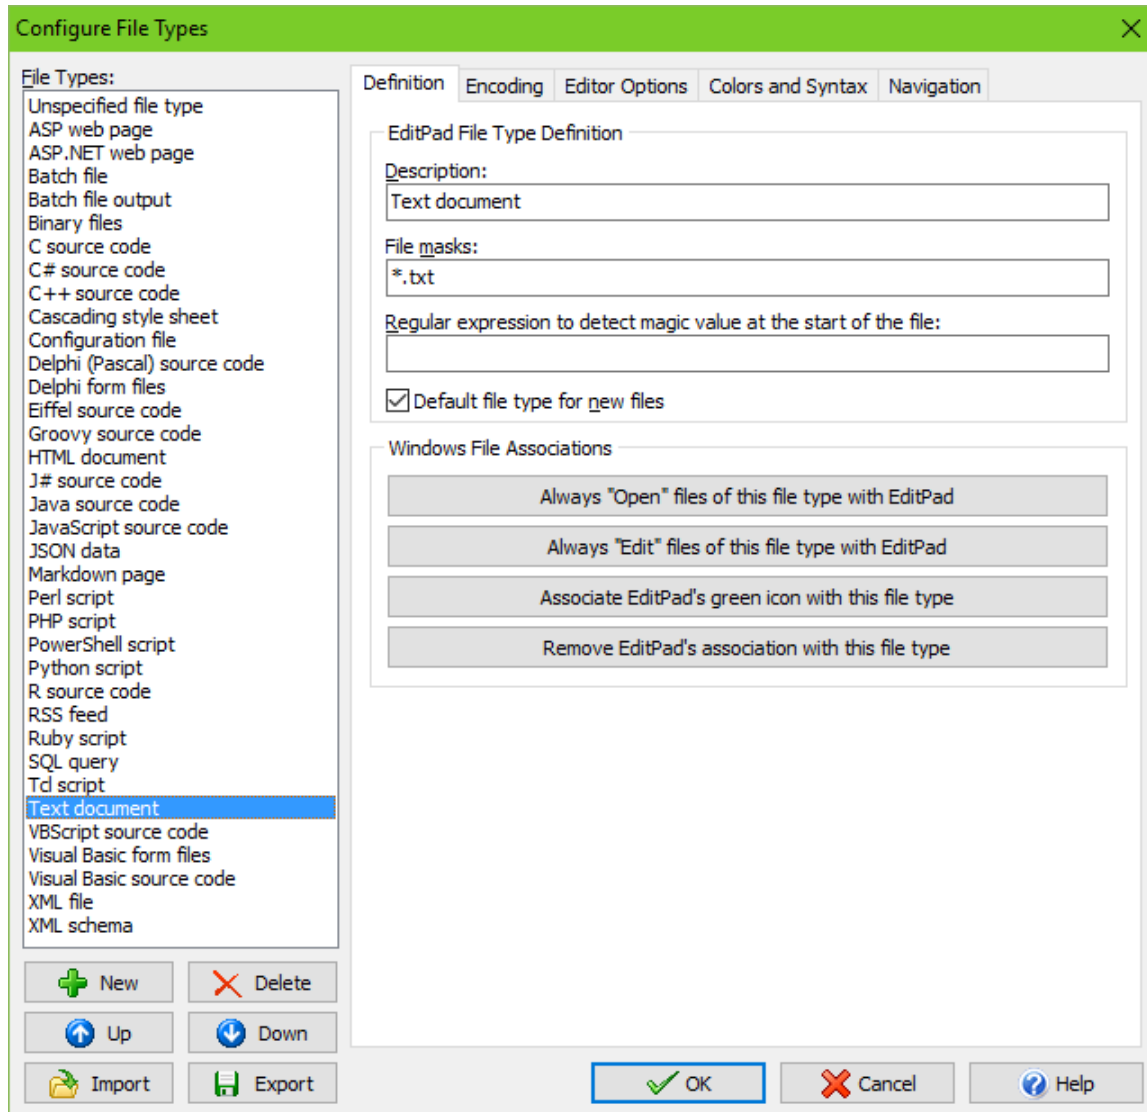 Configure File Types
File Types:
Unspecified file type
ASP web page
ASP.NET web page
Batch file
Batch file output
Binary files
C source code
C# source code
C++ source code
Cascading style sheet
Configuration file
Delphi (Pascal) source code
Delphi form files
Eiffel source code
Groovy source code
HTML document
J# source code
Java source code
JavaScript source code
JSON data
Markdown page
Perl script
PHP script
PowerShell script
Python script
R source code
RSS feed
Ruby script
SQL query
Tcl script
Text document
VBScript source code
Visual Basic form files
Visual Basic source code
XML file
XML schema
New Delete
Up Down
Import Export
Definition Encoding Editor Options Colors and Syntax Navigation
EditPad File Type Definition
Description:
Text document
File masks:
*.txt
Regular expression to detect magic value at the start of the file:
Default file type for new files
Windows File Associations
Always "Open" files of this file type with EditPad
Always "Edit" files of this file type with EditPad
Associate EditPad's green icon with this file type
Remove EditPad's association with this file type
OK Cancel Help